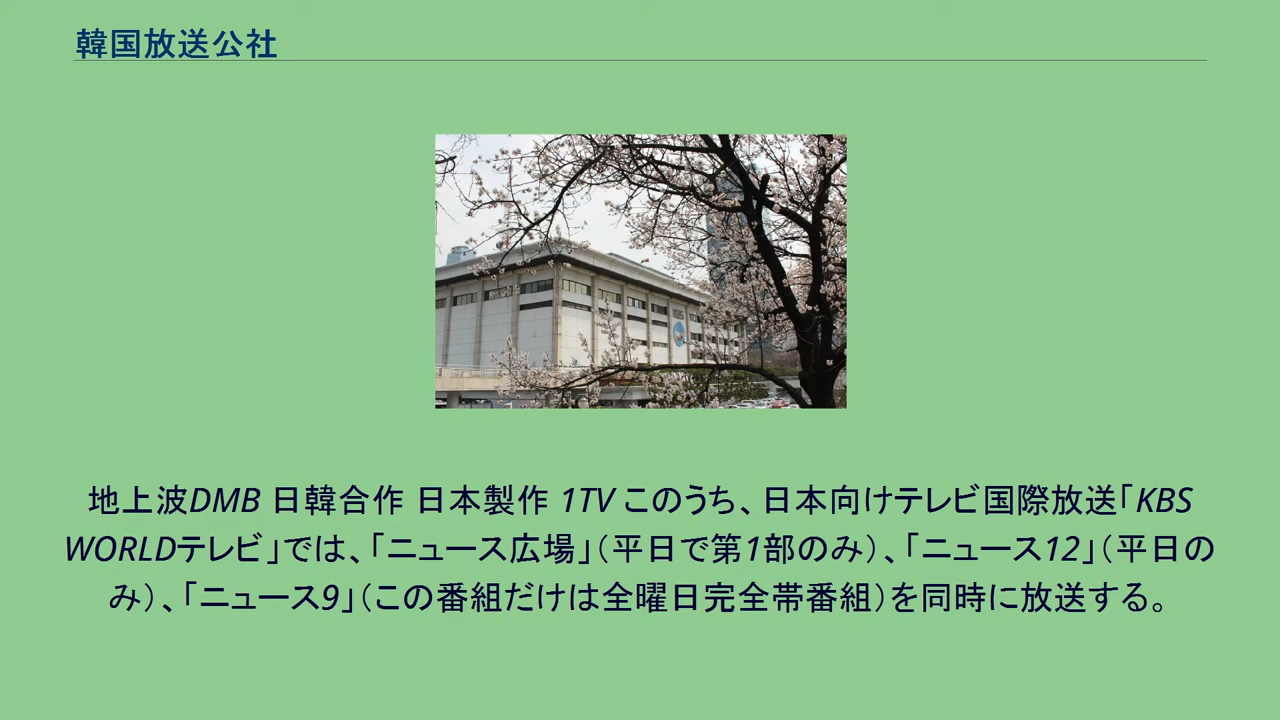 韓国放送公社
地上波DMB 日韓合作 日本製作 1TV このうち、日本向けテレビ国際放送「KBS
WORLDテレビ」では、「ニュース広場」（平日で第1部のみ）、「ニュース12」（平日の
み）、「ニュース9」（この番組だけは全曜日完全帯番組）を同時に放送する。